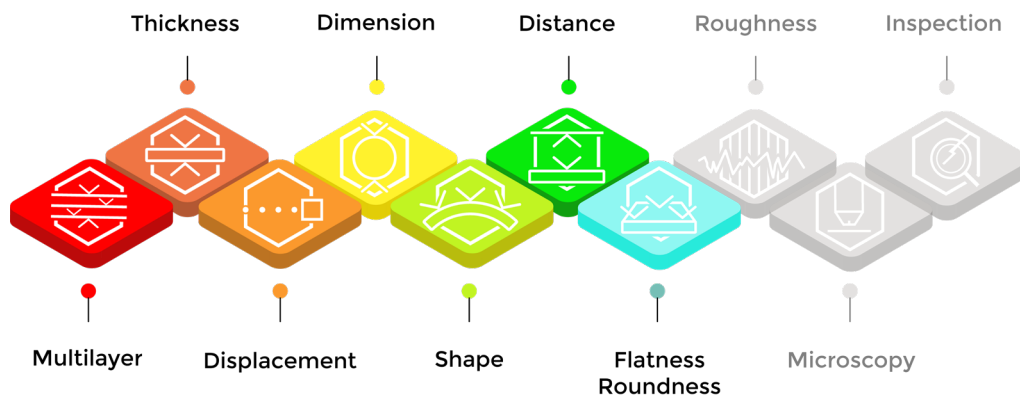 Thickness
Dimension
Distance
Roughness
Inspection
Multilayer
Displacement
Shape
Flatness
Roundness
Microscopy